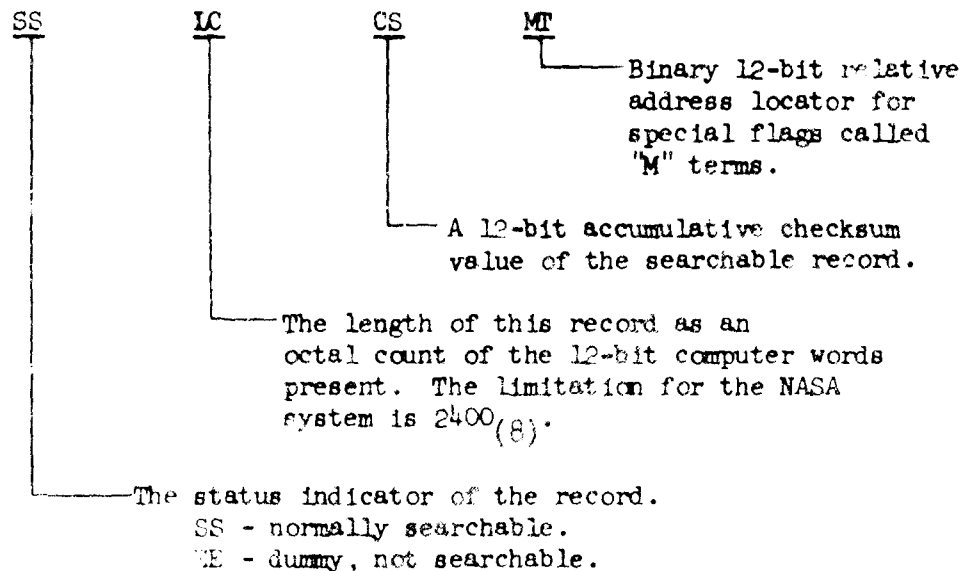 SS LC CS MT
Binary 12-bit relative
address locator for
special flags called
"M" terms.
A 12-bit accumulative checksum
value of the searchable record.
The length of this record as an
octal count of the 12-bit computer words
present. The limitation for the NASA
system is 2400(8).
The status indicator of the record.
SS - normally searchable.
- dummy, not searchable.